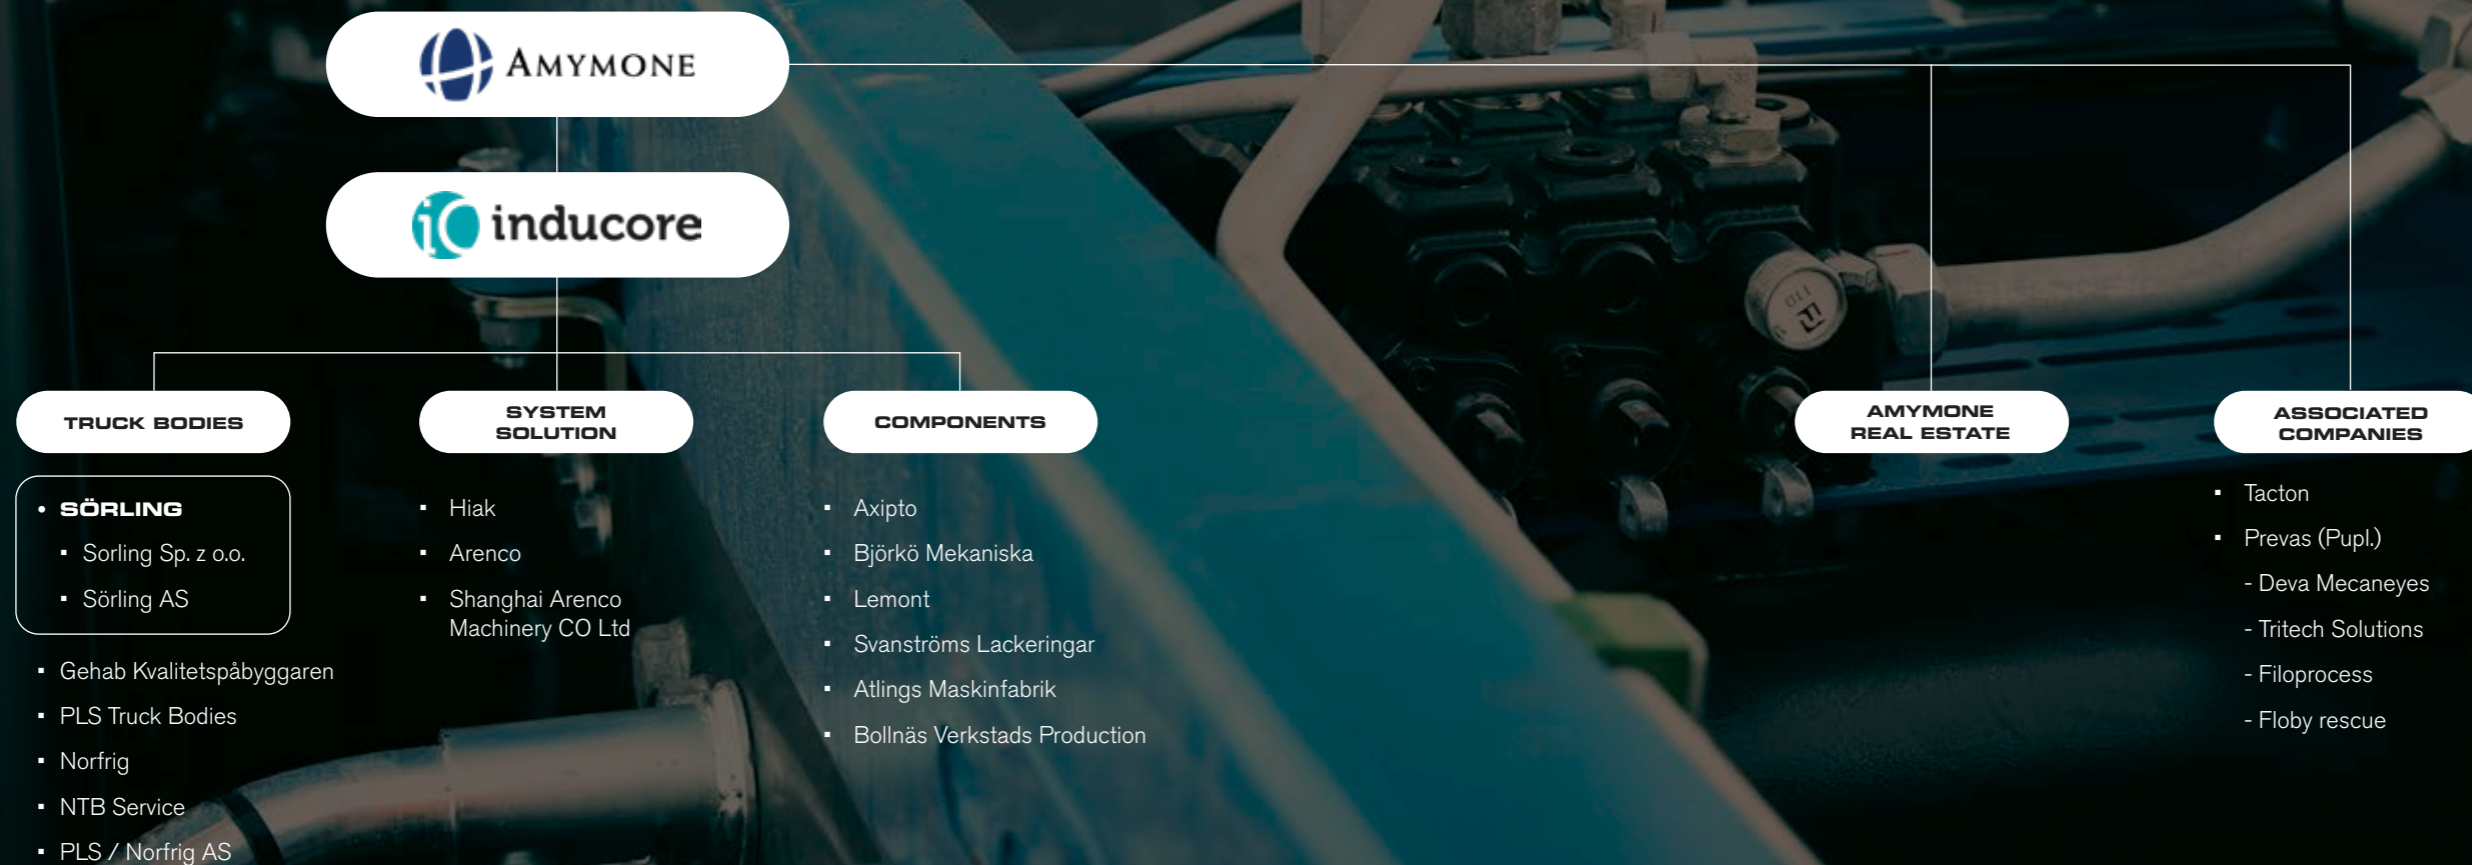 AMYMONE
iC inducore
TRUCK BODIES
• SÖRLING
▪ Sorling Sp. z o.o.
▪ Sörling AS
▪ Gehab Kvalitetspåbyggaren
▪ PLS Truck Bodies
▪ Norfrig
▪ NTB Service
▪ PLS / Norfrig AS
SYSTEM
SOLUTION
▪ Hiak
▪ Arenco
▪ Shanghai Arenco
Machinery CO Ltd
COMPONENTS
▪ Axipto
▪ Björkö Mekaniska
▪ Lemont
▪ Svanströms Lackeringar
▪ Atlings Maskinfabrik
▪ Bollnäs Verkstads Production
AMYMONE
REAL ESTATE
ASSOCIATED
COMPANIES
▪ Tacton
▪ Prevas (Pupl.)
- Deva Mecaneyes
- Tritech Solutions
- Filoprocess
- Floby rescue
110